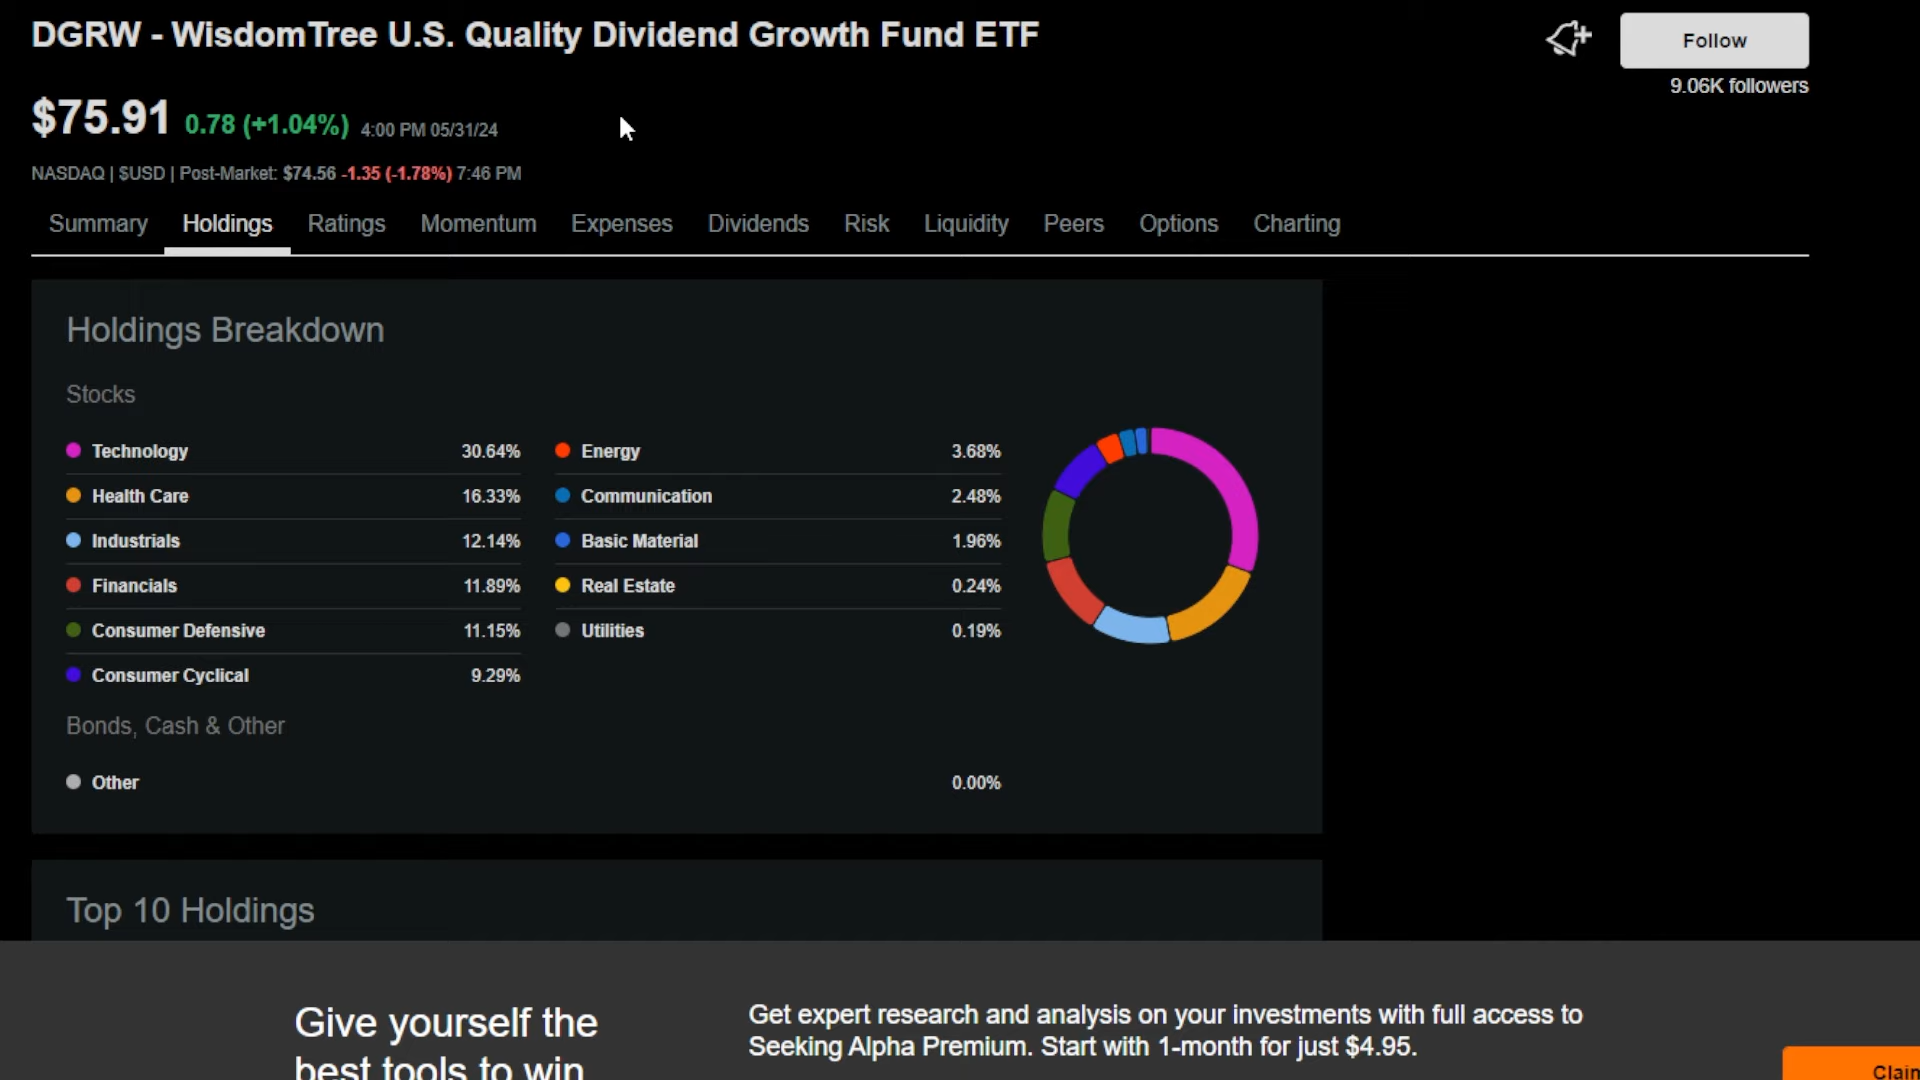 DGRW - WisdomTree U.S. Quality Dividend Growth Fund ETF
Follow
9.06K followers
$75.91 0.78 (+1.04%) 4:00 PM 05/31/24
NASDAQ | $USD | Post-Market: $74.56 -1.35 (-1.78%) 7:46 PM
Summary Holdings Ratings Momentum Expenses Dividends Risk Liquidity Peers Options Charting
Holdings Breakdown
Stocks
Technology 30.64% Energy 3.68%
Health Care 16.33% Communication 2.48%
Industrials 12.14% Basic Material 1.96%
Financials 11.89% Real Estate 0.24%
Consumer Defensive 11.15% Utilities 0.19%
Consumer Cyclical 9.29%
Bonds, Cash & Other
Other 0.00%
Top 10 Holdings
Give yourself the
best tools to win
Get expert research and analysis on your investments with full access to
Seeking Alpha Premium. Start with 1-month for just $4.95.